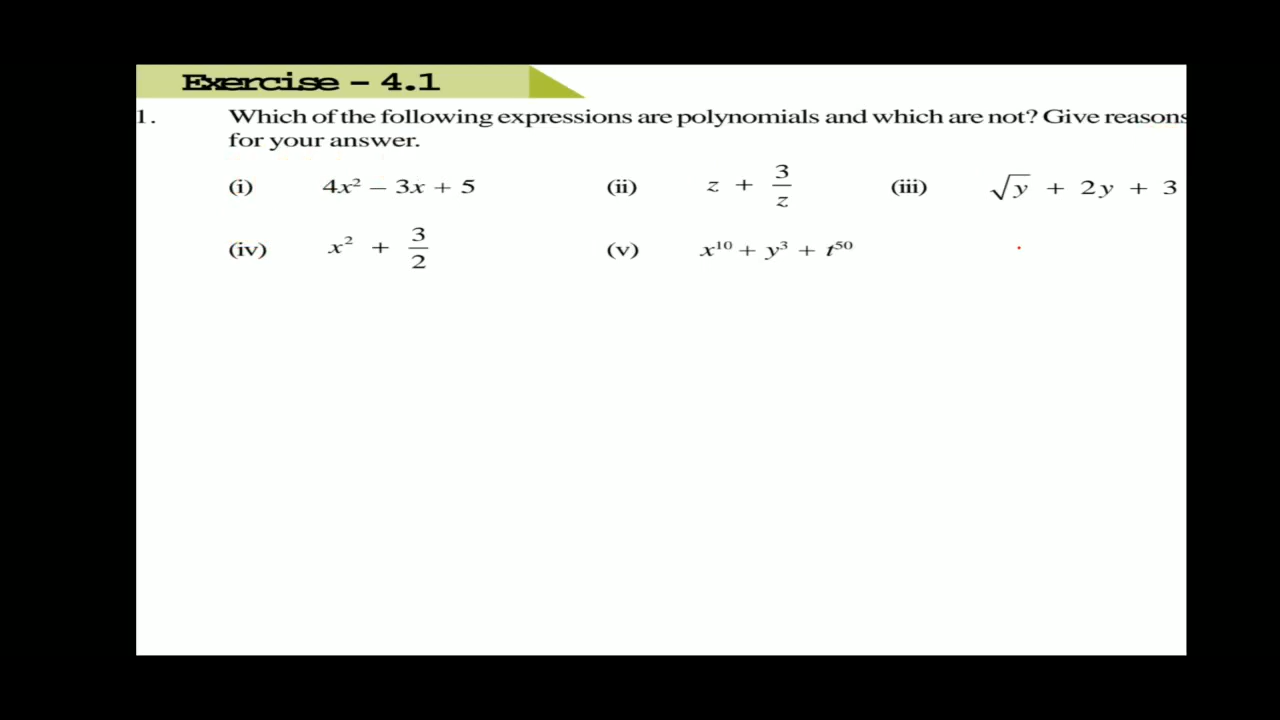 Exercise – 4.1
1. Which of the following expressions are polynomials and which are not? Give reasons
for your answer.
(i) 4x² – 3x + 5 (ii) z + 3/z (iii) √y + 2y + 3
(iv) x² + 3/2 (v) x¹⁰ + y³ + t⁵⁰